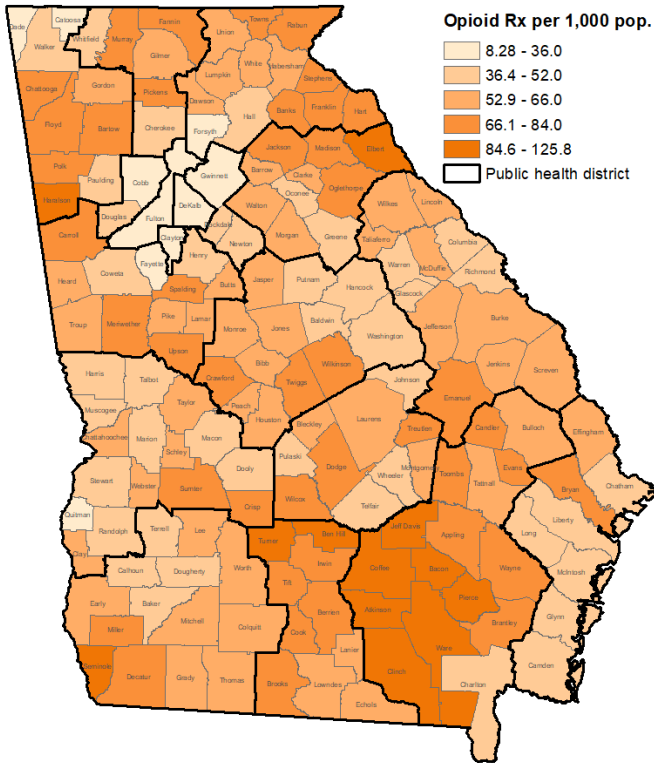 Opioid Rx per 1,000 pop.
8.28 - 36.0
36.4 - 52.0
52.9 - 66.0
66.1 - 84.0
84.6 - 125.8
Public health district
Dade Catoosa Fannin Towns Rabun
Walker Whitfield Murray Union
Gilmer White Habersham
Chattooga Gordon Lumpkin Stephens
Pickens Dawson Banks Franklin Hart
Floyd Bartow Cherokee Forsyth Hall
Jackson Madison Elbert
Polk Cobb Gwinnett Barrow Clarke
Paulding Oconee Oglethorpe
Haralson Douglas Fulton DeKalb Walton Wilkes Lincoln
Carroll Clayton Rockdale Morgan Greene Taliaferro Columbia
Fayette Henry Newton Warren McDuffie
Heard Coweta Spalding Butts Jasper Putnam Hancock Glascock Richmond
Troup Meriwether Pike Lamar Monroe Jones Baldwin Jefferson Burke
Upson Washington
Harris Talbot Crawford Bibb Twiggs Wilkinson Johnson Jenkins Screven
Muscogee Taylor Peach Houston Laurens Emanuel
Chattahoochee Marion Macon Bleckley Treutlen Candler Bulloch Effingham
Schley Dooly Pulaski Dodge Wheeler Montgomery Toombs Evans
Stewart Webster Sumter Tattnall Bryan Chatham
Crisp Wilcox Telfair
Quitman Randolph Terrell Lee Turner Ben Hill Jeff Davis Appling Long Liberty
Clay Calhoun Dougherty Worth Irwin Coffee Bacon Wayne McIntosh
Early Baker Tift Pierce
Miller Mitchell Colquitt Berrien Atkinson Brantley Glynn
Cook Ware
Seminole Decatur Grady Thomas Brooks Lanier Clinch Charlton Camden
Lowndes Echols